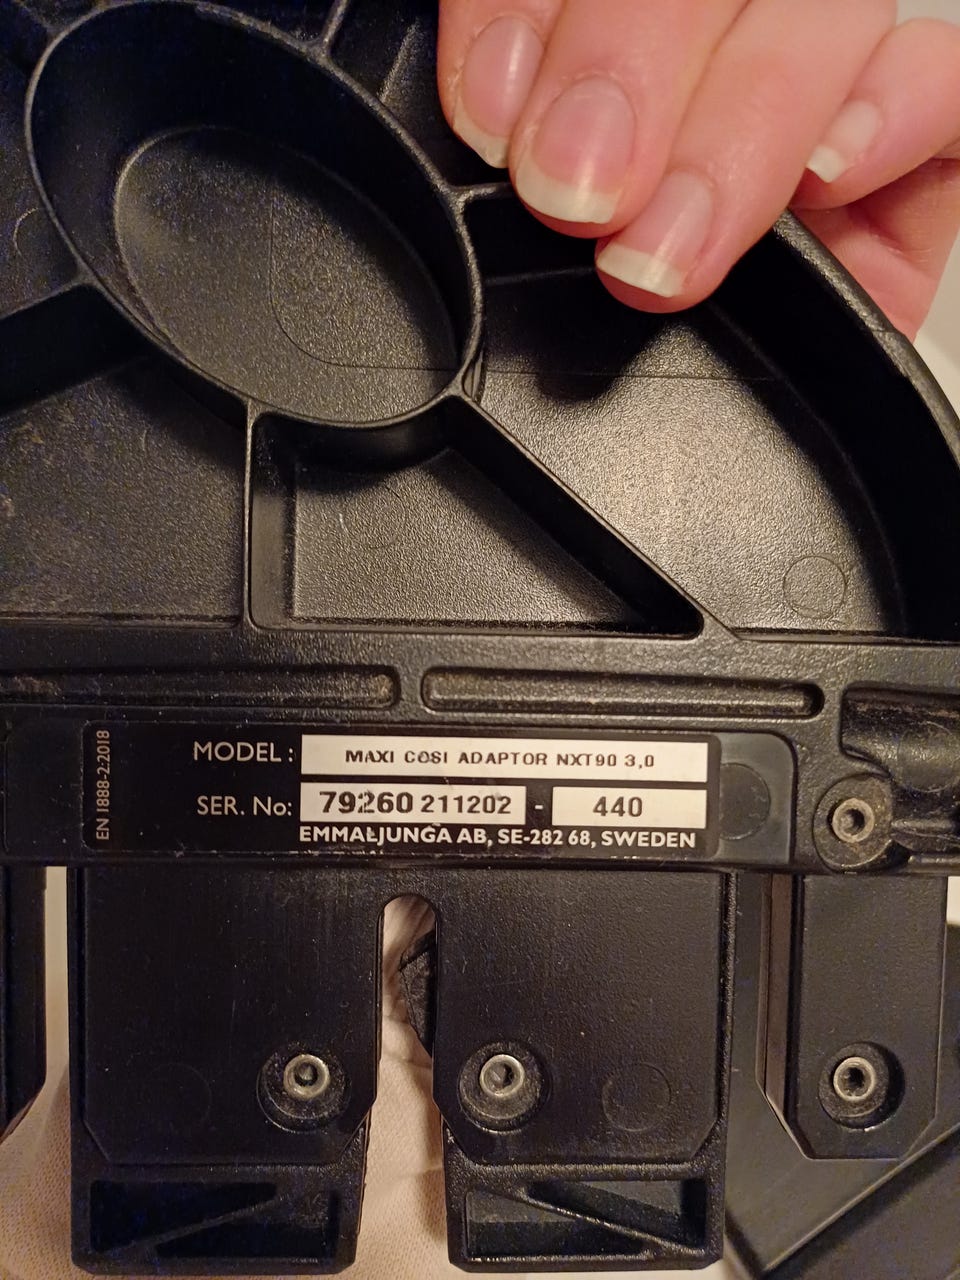 EN 1888-2:2018
MODEL : MAXI COSI ADAPTOR NXT90 3,0
SER. No: 79260 211202 - 440
EMMALJUNGA AB, SE-282 68, SWEDEN